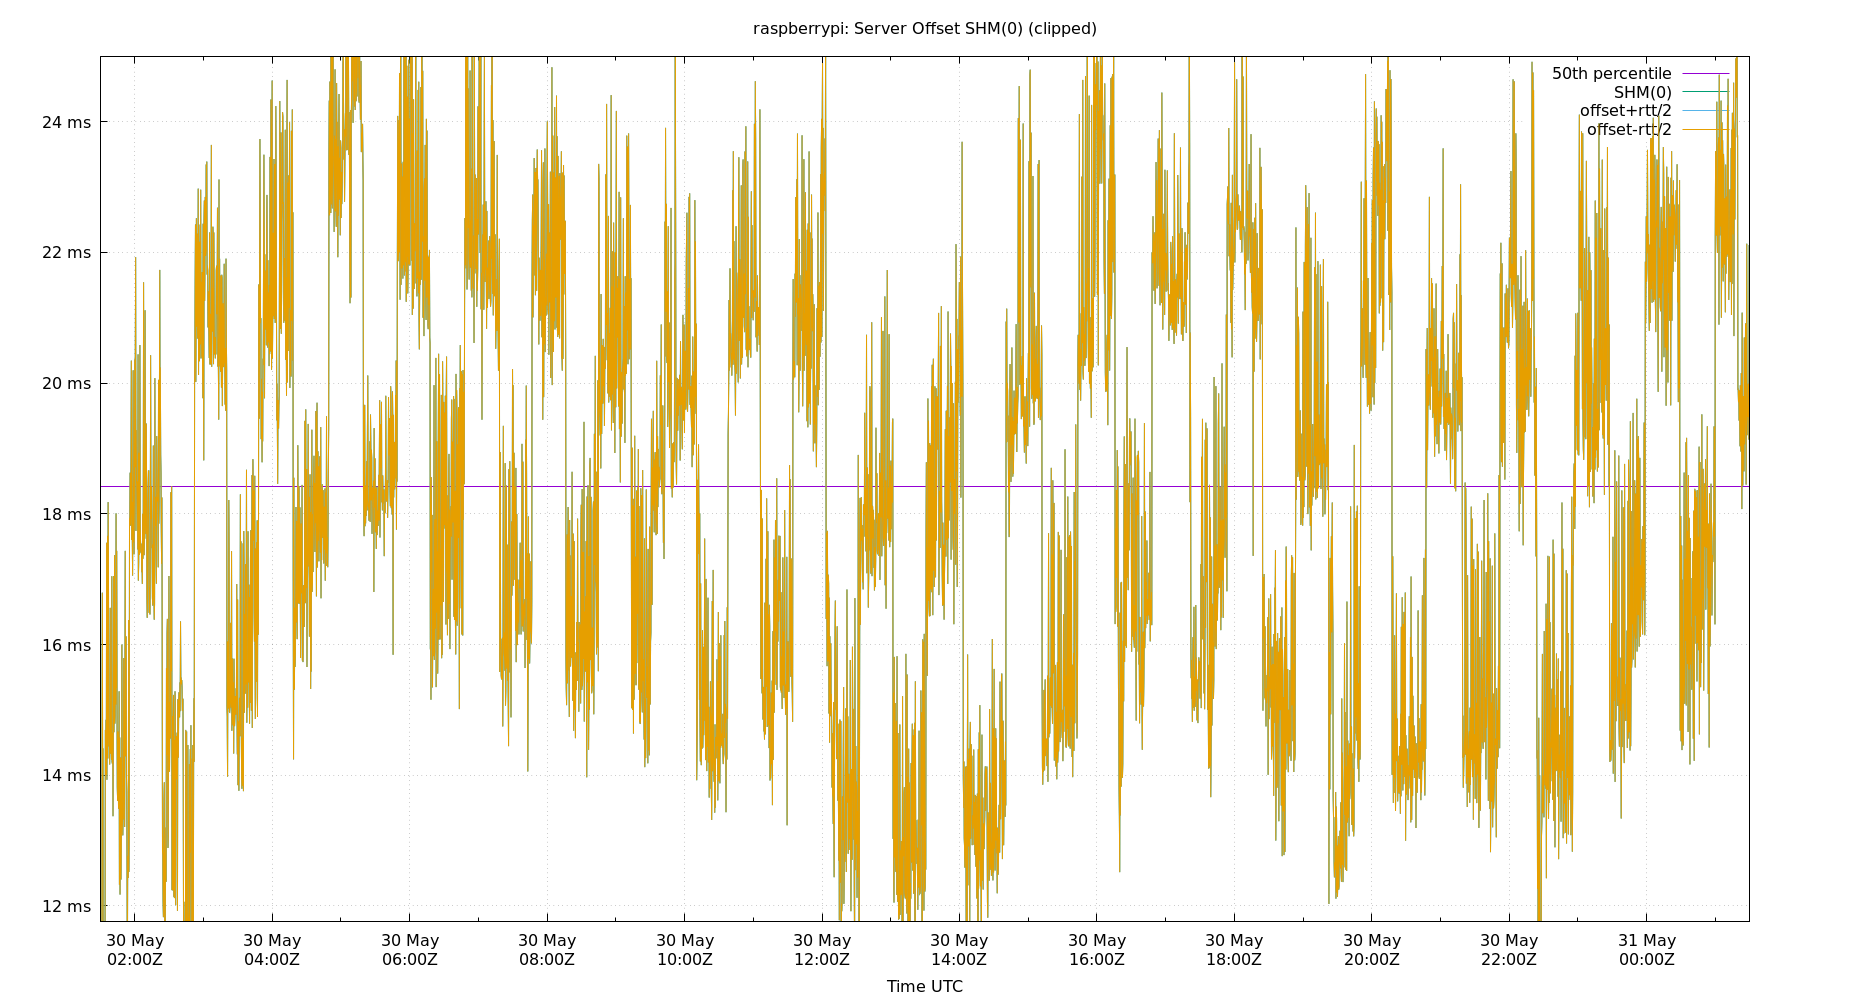 raspberrypi: Server Offset SHM(0) (clipped)
50th percentile
SHM(0)
offset+rtt/2
offset-rtt/2
24 ms
22 ms
20 ms
18 ms
16 ms
14 ms
12 ms
30 May 30 May 30 May 30 May 30 May 30 May 30 May 30 May 30 May 30 May 30 May 31 May
02:00Z 04:00Z 06:00Z 08:00Z 10:00Z 12:00Z 14:00Z 16:00Z 18:00Z 20:00Z 22:00Z 00:00Z
Time UTC